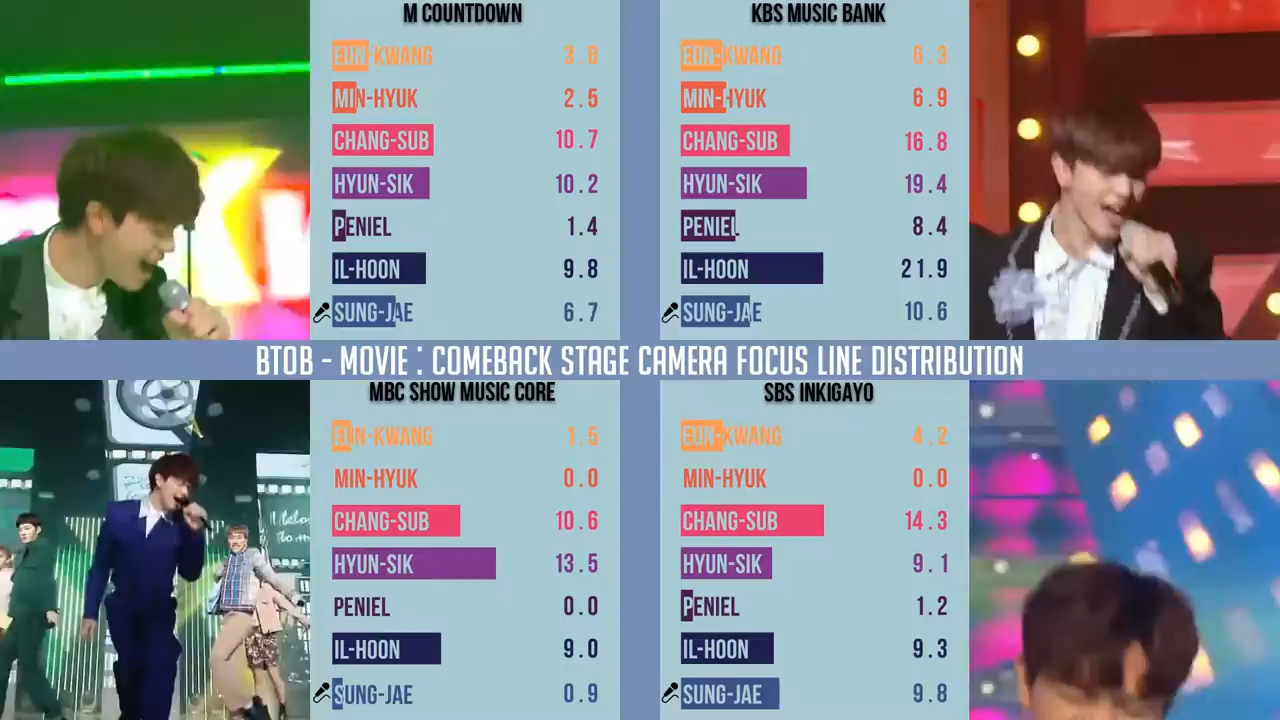 M COUNTDOWN
EUN-KWANG 3.8
MIN-HYUK 2.5
CHANG-SUB 10.7
HYUN-SIK 10.2
PENIEL 1.4
IL-HOON 9.8
SUNG-JAE 6.7
KBS MUSIC BANK
EUN-KWANG 6.3
MIN-HYUK 6.9
CHANG-SUB 16.8
HYUN-SIK 19.4
PENIEL 8.4
IL-HOON 21.9
SUNG-JAE 10.6
BTOB - MOVIE : COMEBACK STAGE CAMERA FOCUS LINE DISTRIBUTION
MBC SHOW MUSIC CORE
EUN-KWANG 1.5
MIN-HYUK 0.0
CHANG-SUB 10.6
HYUN-SIK 13.5
PENIEL 0.0
IL-HOON 9.0
SUNG-JAE 0.9
SBS INKIGAYO
EUN-KWANG 4.2
MIN-HYUK 0.0
CHANG-SUB 14.3
HYUN-SIK 9.1
PENIEL 1.2
IL-HOON 9.3
SUNG-JAE 9.8